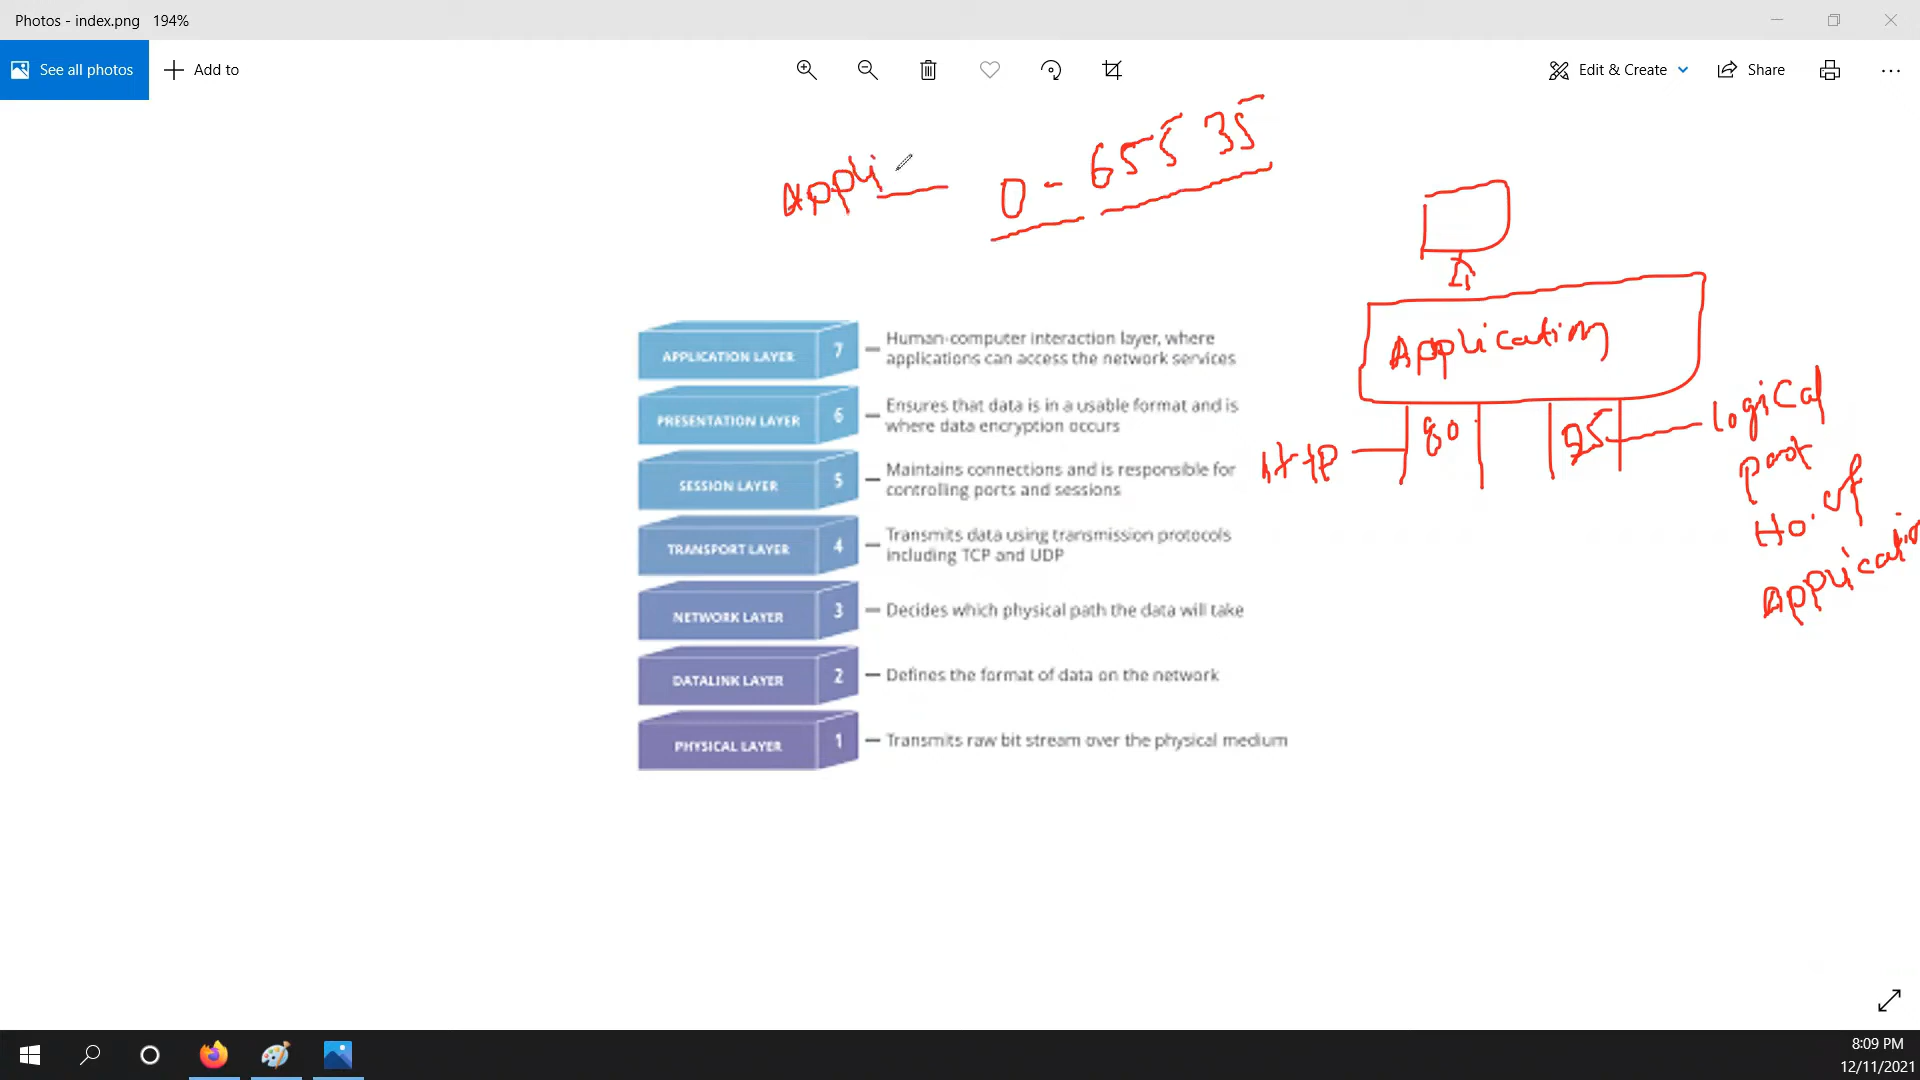 Photos - index.png 194%
See all photos
Add to
Edit & Create
Share
Appli
0 - 65535
Application
80
25
http
logical
port
No. of
Application
APPLICATION LAYER 7
Human-computer interaction layer, where
applications can access the network services
PRESENTATION LAYER 6
Ensures that data is in a usable format and is
where data encryption occurs
SESSION LAYER 5
Maintains connections and is responsible for
controlling ports and sessions
TRANSPORT LAYER 4
Transmits data using transmission protocols
including TCP and UDP
NETWORK LAYER 3
Decides which physical path the data will take
DATALINK LAYER 2
Defines the format of data on the network
PHYSICAL LAYER 1
Transmits raw bit stream over the physical medium
8:09 PM
12/11/2021